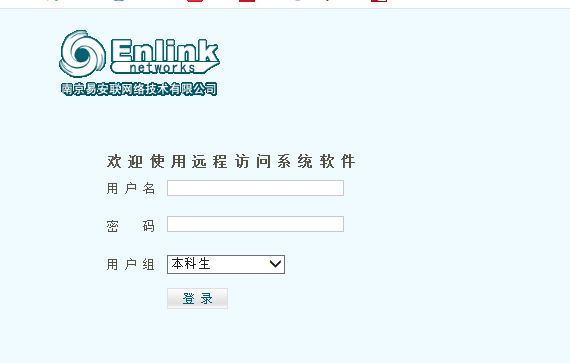 Enlink
networks
南京易安联网络技术有限公司
欢迎使用远程访问系统软件
用户名
密码
用户组 本科生
登录